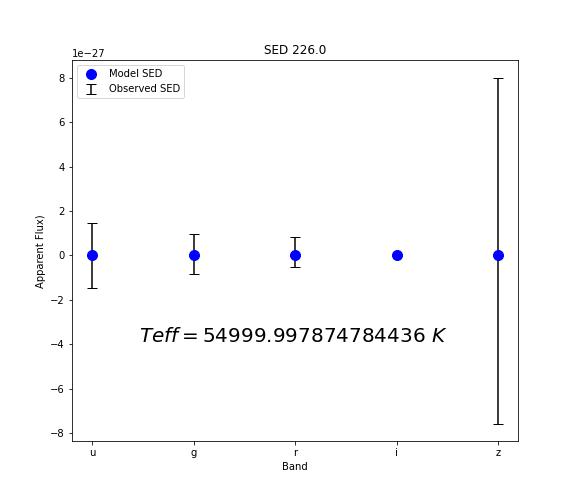 SED 226.0
1e−27
Model SED
Observed SED
8
6
4
2
0
−2
−4
−6
−8
Apparent Flux)
Teff = 54999.997874784436 K
u g r i z
Band